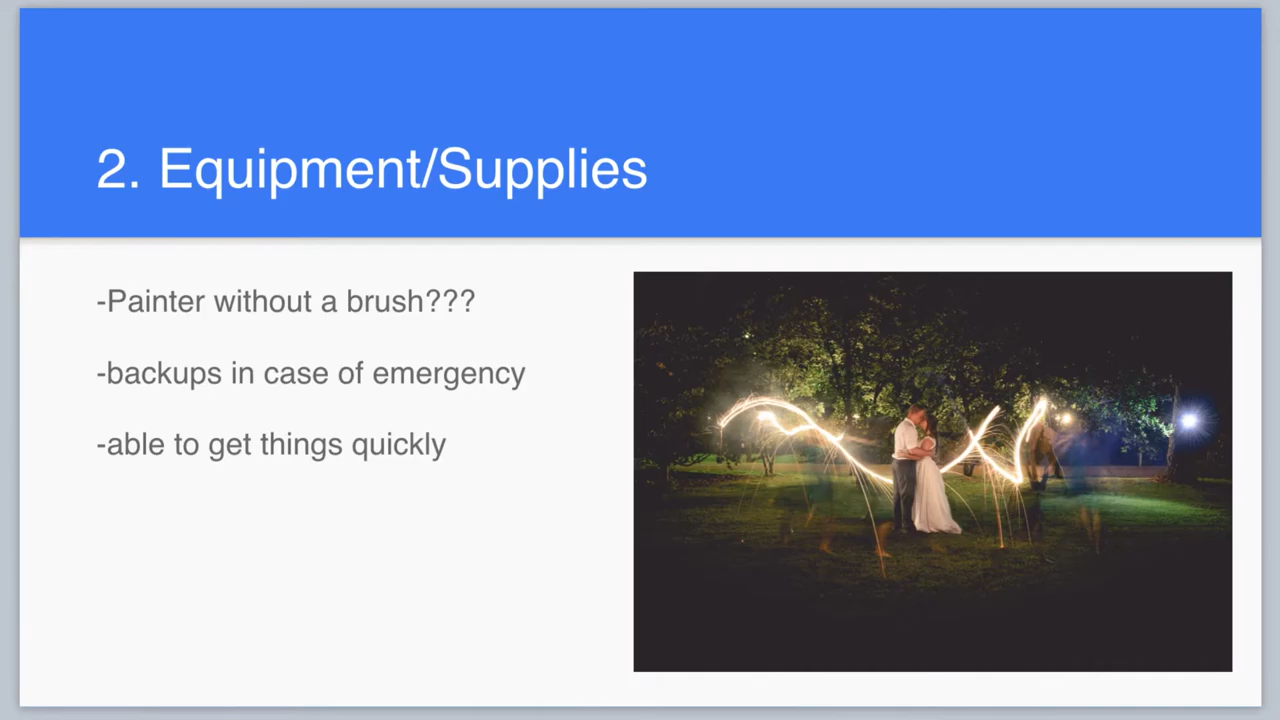 2. Equipment/Supplies
-Painter without a brush???
-backups in case of emergency
-able to get things quickly